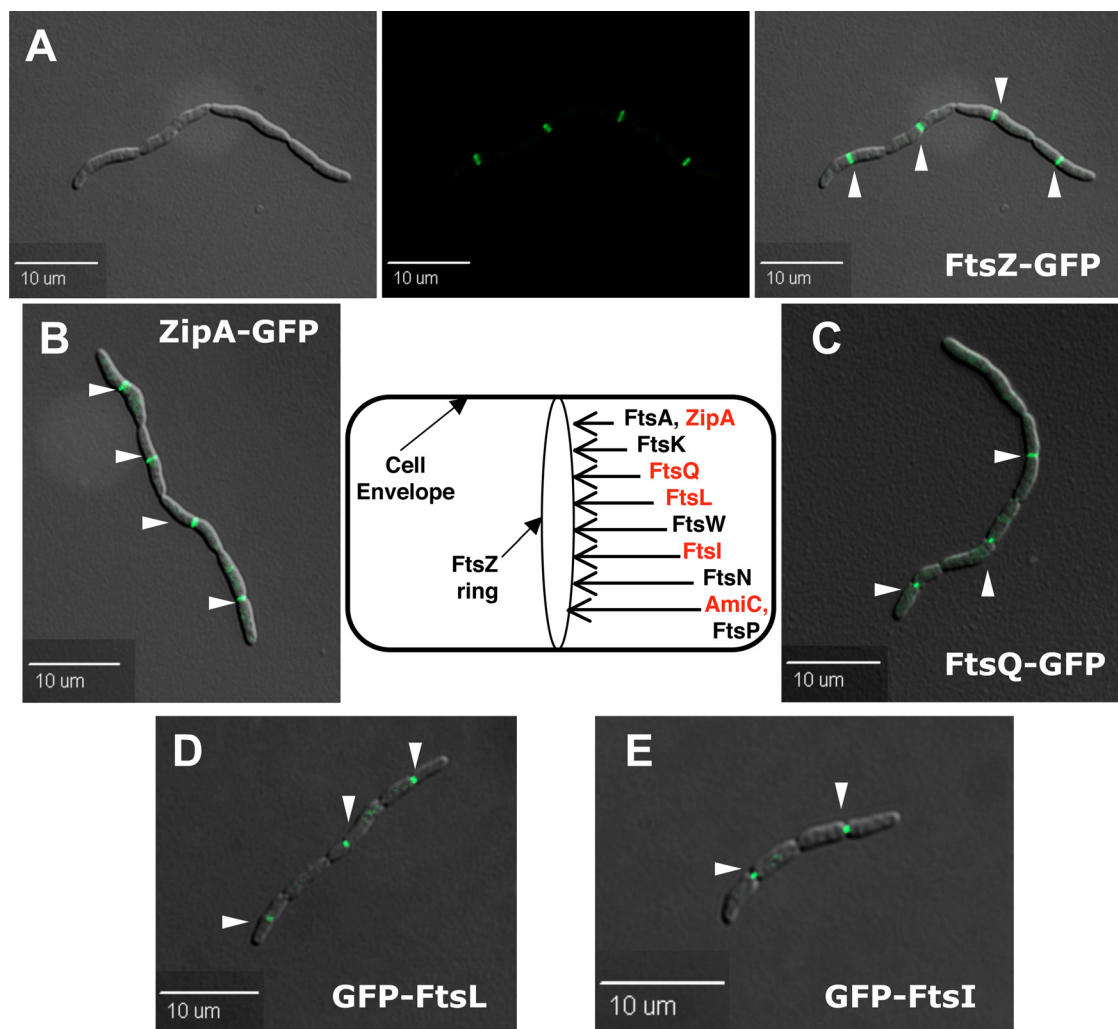 A
10 um
10 um
10 um
FtsZ-GFP
B
ZipA-GFP
10 um
Cell
Envelope
FtsZ
ring
FtsA, ZipA
FtsK
FtsQ
FtsL
FtsW
FtsI
FtsN
AmiC,
FtsP
C
10 um
FtsQ-GFP
D
10 um
GFP-FtsL
E
10 um
GFP-FtsI